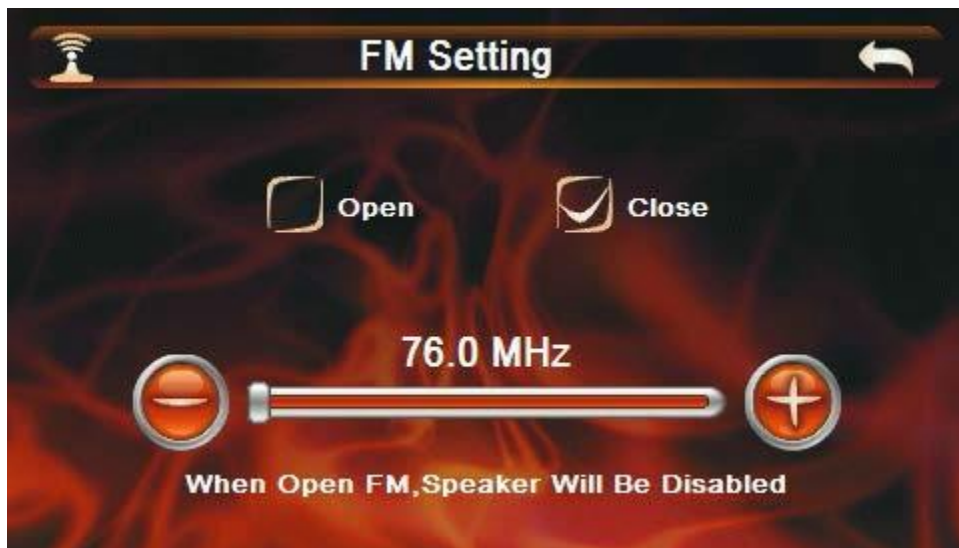 FM Setting
Open Close
76.0 MHz
When Open FM,Speaker Will Be Disabled